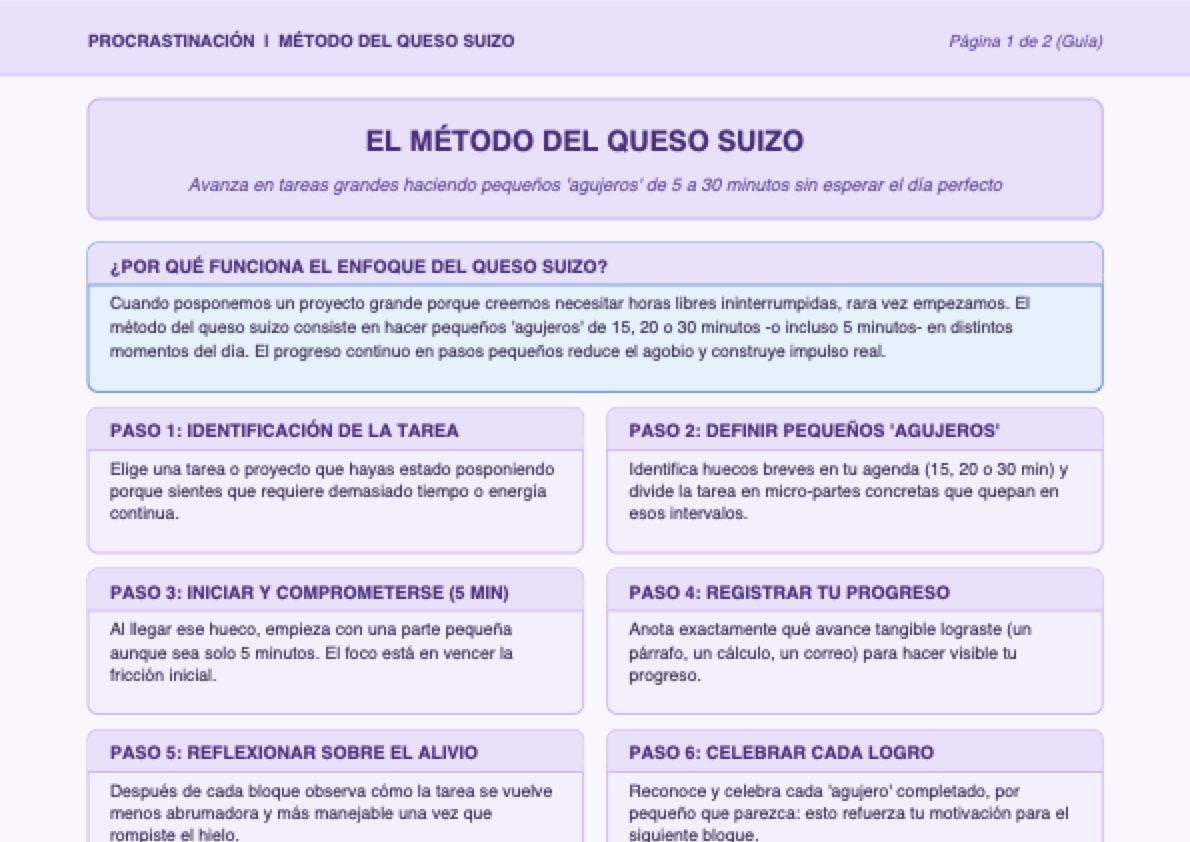 PROCRASTINACIÓN | MÉTODO DEL QUESO SUIZO
Página 1 de 2 (Guía)
EL MÉTODO DEL QUESO SUIZO
Avanza en tareas grandes haciendo pequeños 'agujeros' de 5 a 30 minutos sin esperar el día perfecto
¿POR QUÉ FUNCIONA EL ENFOQUE DEL QUESO SUIZO?
Cuando posponemos un proyecto grande porque creemos necesitar horas libres ininterrumpidas, rara vez empezamos. El
método del queso suizo consiste en hacer pequeños 'agujeros' de 15, 20 o 30 minutos -o incluso 5 minutos- en distintos
momentos del día. El progreso continuo en pasos pequeños reduce el agobio y construye impulso real.
PASO 1: IDENTIFICACIÓN DE LA TAREA
Elige una tarea o proyecto que hayas estado posponiendo
porque sientes que requiere demasiado tiempo o energía
continua.
PASO 2: DEFINIR PEQUEÑOS 'AGUJEROS'
Identifica huecos breves en tu agenda (15, 20 o 30 min) y
divide la tarea en micro-partes concretas que quepan en
esos intervalos.
PASO 3: INICIAR Y COMPROMETERSE (5 MIN)
Al llegar ese hueco, empieza con una parte pequeña
aunque sea solo 5 minutos. El foco está en vencer la
fricción inicial.
PASO 4: REGISTRAR TU PROGRESO
Anota exactamente qué avance tangible lograste (un
párrafo, un cálculo, un correo) para hacer visible tu
progreso.
PASO 5: REFLEXIONAR SOBRE EL ALIVIO
Después de cada bloque observa cómo la tarea se vuelve
menos abrumadora y más manejable una vez que
rompiste el hielo.
PASO 6: CELEBRAR CADA LOGRO
Reconoce y celebra cada 'agujero' completado, por
pequeño que parezca: esto refuerza tu motivación para el
siguiente bloque.